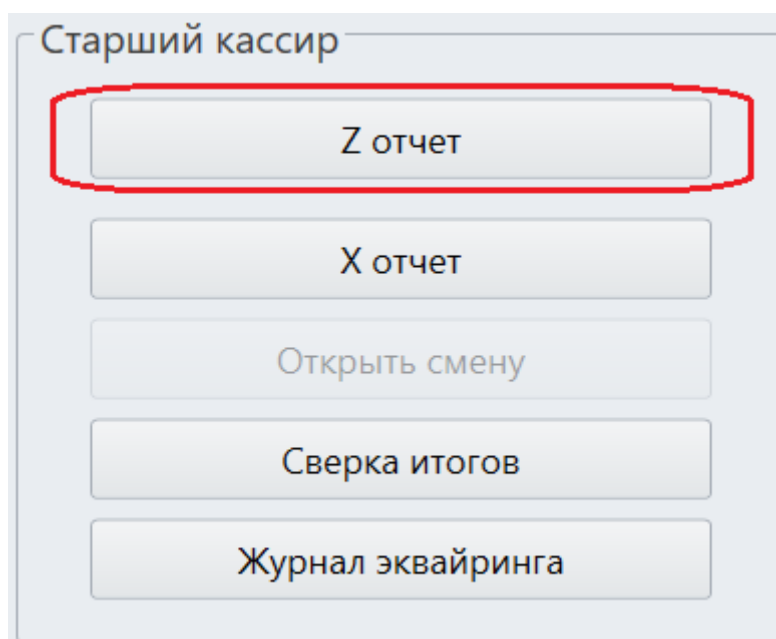 Старший кассир
Z отчет
X отчет
Открыть смену
Сверка итогов
Журнал эквайринга